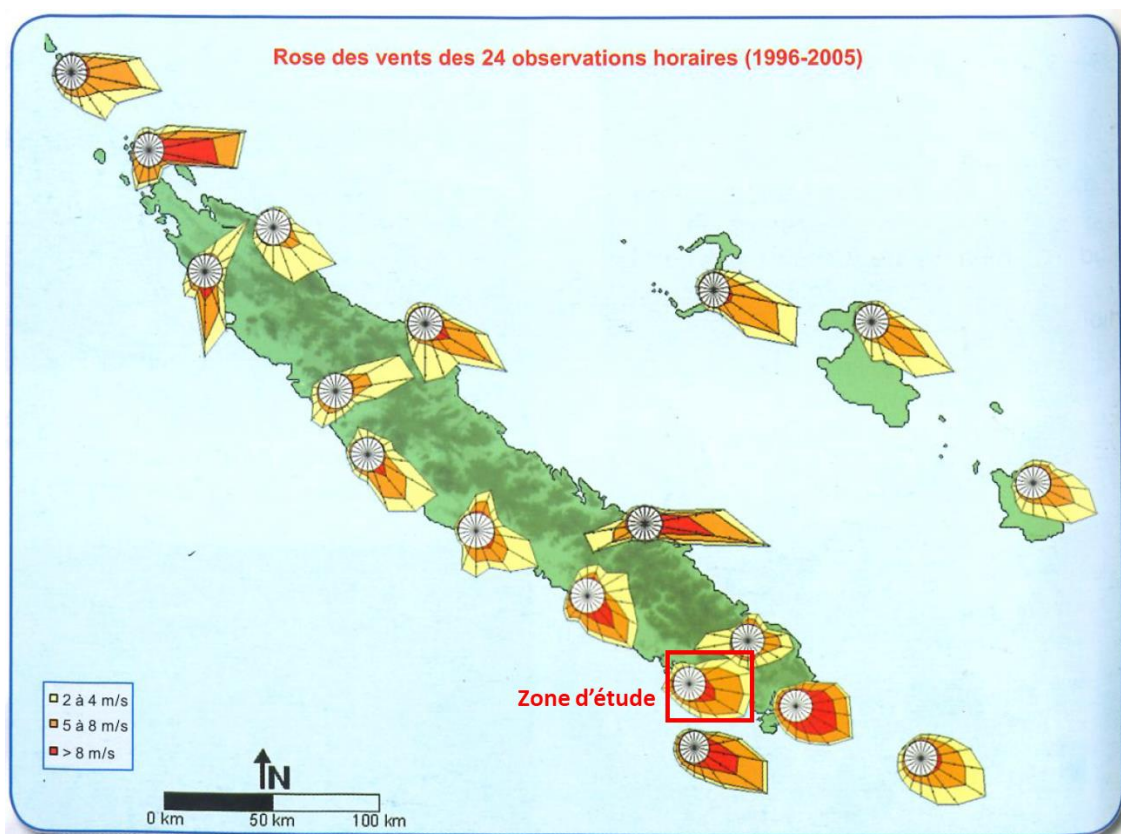 Rose des vents des 24 observations horaires (1996-2005)
Zone d'étude
2 à 4 m/s
5 à 8 m/s
> 8 m/s
N
0 km 50 km 100 km